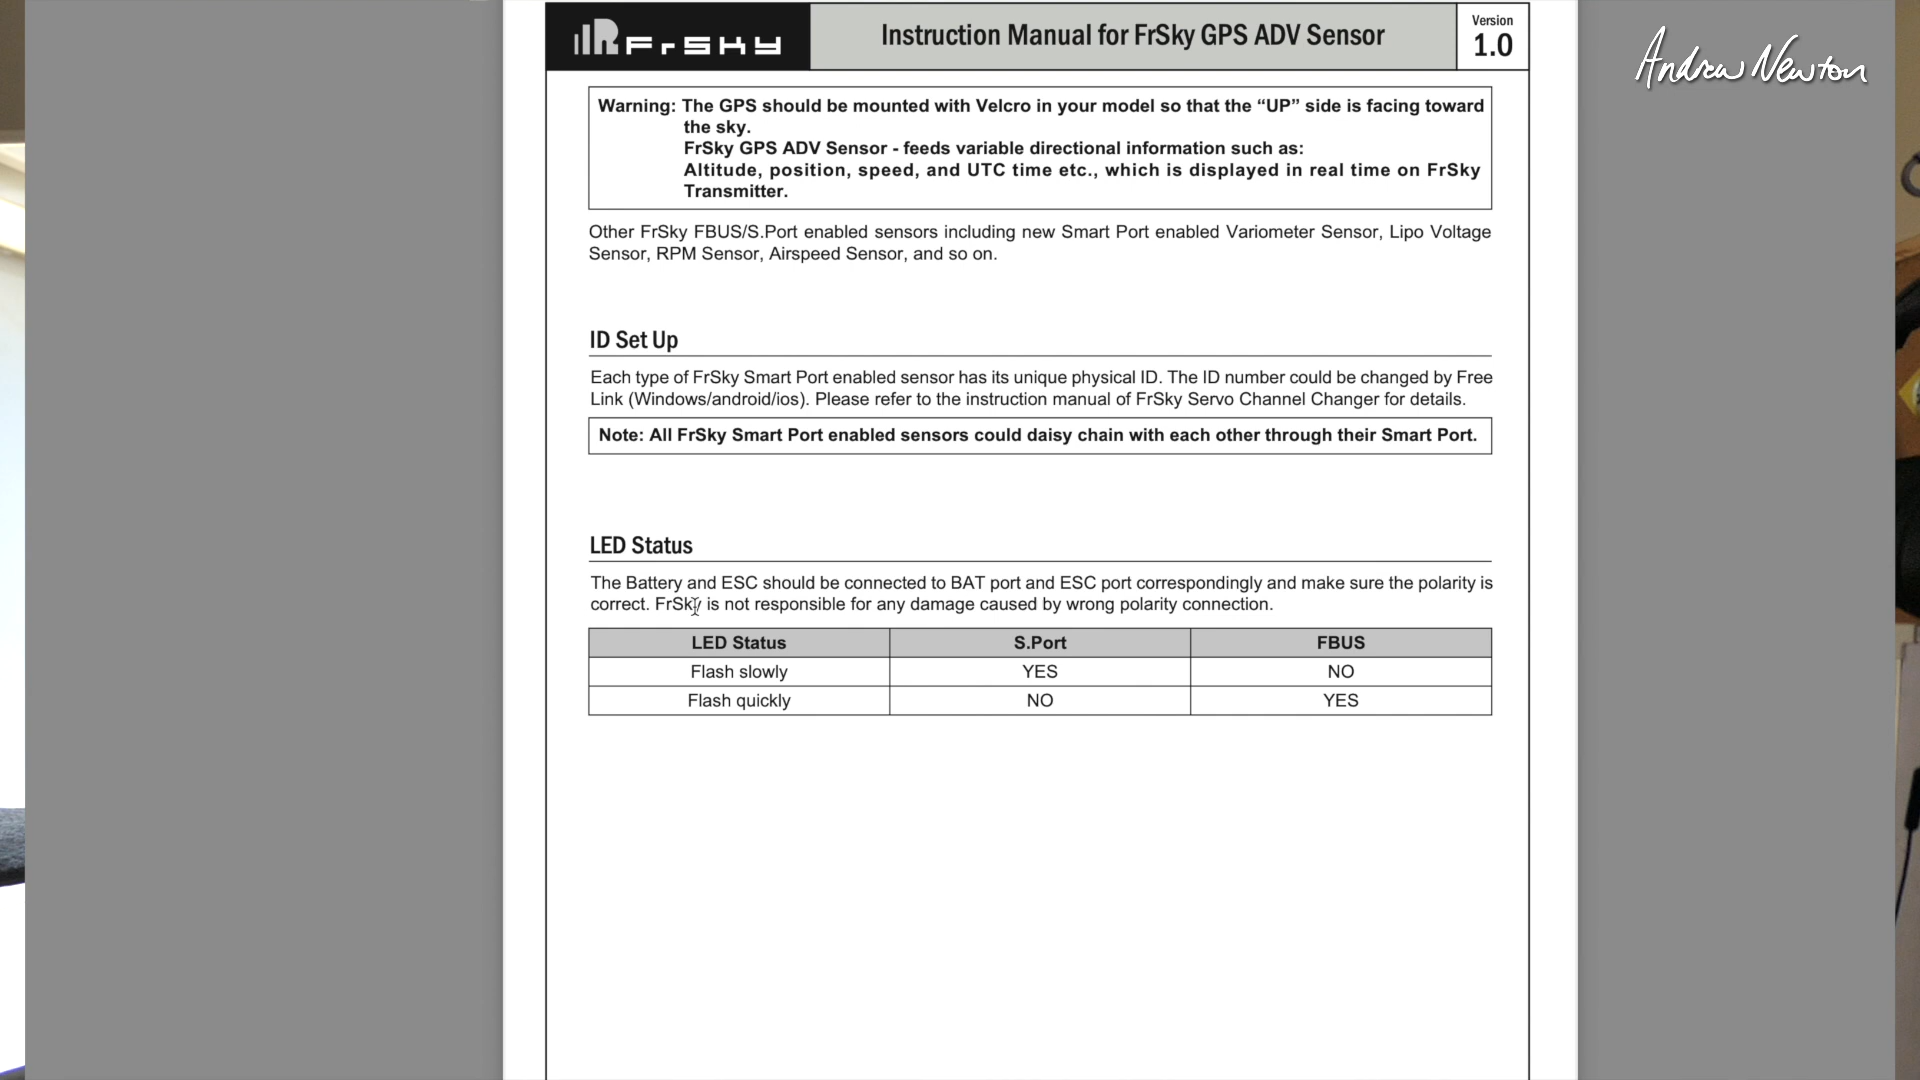 FrSky
Instruction Manual for FrSky GPS ADV Sensor
Version
1.0
Andrew Newton
Warning: The GPS should be mounted with Velcro in your model so that the “UP” side is facing toward
the sky.
FrSky GPS ADV Sensor - feeds variable directional information such as:
Altitude, position, speed, and UTC time etc., which is displayed in real time on FrSky
Transmitter.
Other FrSky FBUS/S.Port enabled sensors including new Smart Port enabled Variometer Sensor, Lipo Voltage
Sensor, RPM Sensor, Airspeed Sensor, and so on.
ID Set Up
Each type of FrSky Smart Port enabled sensor has its unique physical ID. The ID number could be changed by Free
Link (Windows/android/ios). Please refer to the instruction manual of FrSky Servo Channel Changer for details.
Note: All FrSky Smart Port enabled sensors could daisy chain with each other through their Smart Port.
LED Status
The Battery and ESC should be connected to BAT port and ESC port correspondingly and make sure the polarity is
correct. FrSky is not responsible for any damage caused by wrong polarity connection.
LED Status S.Port FBUS
Flash slowly YES NO
Flash quickly NO YES